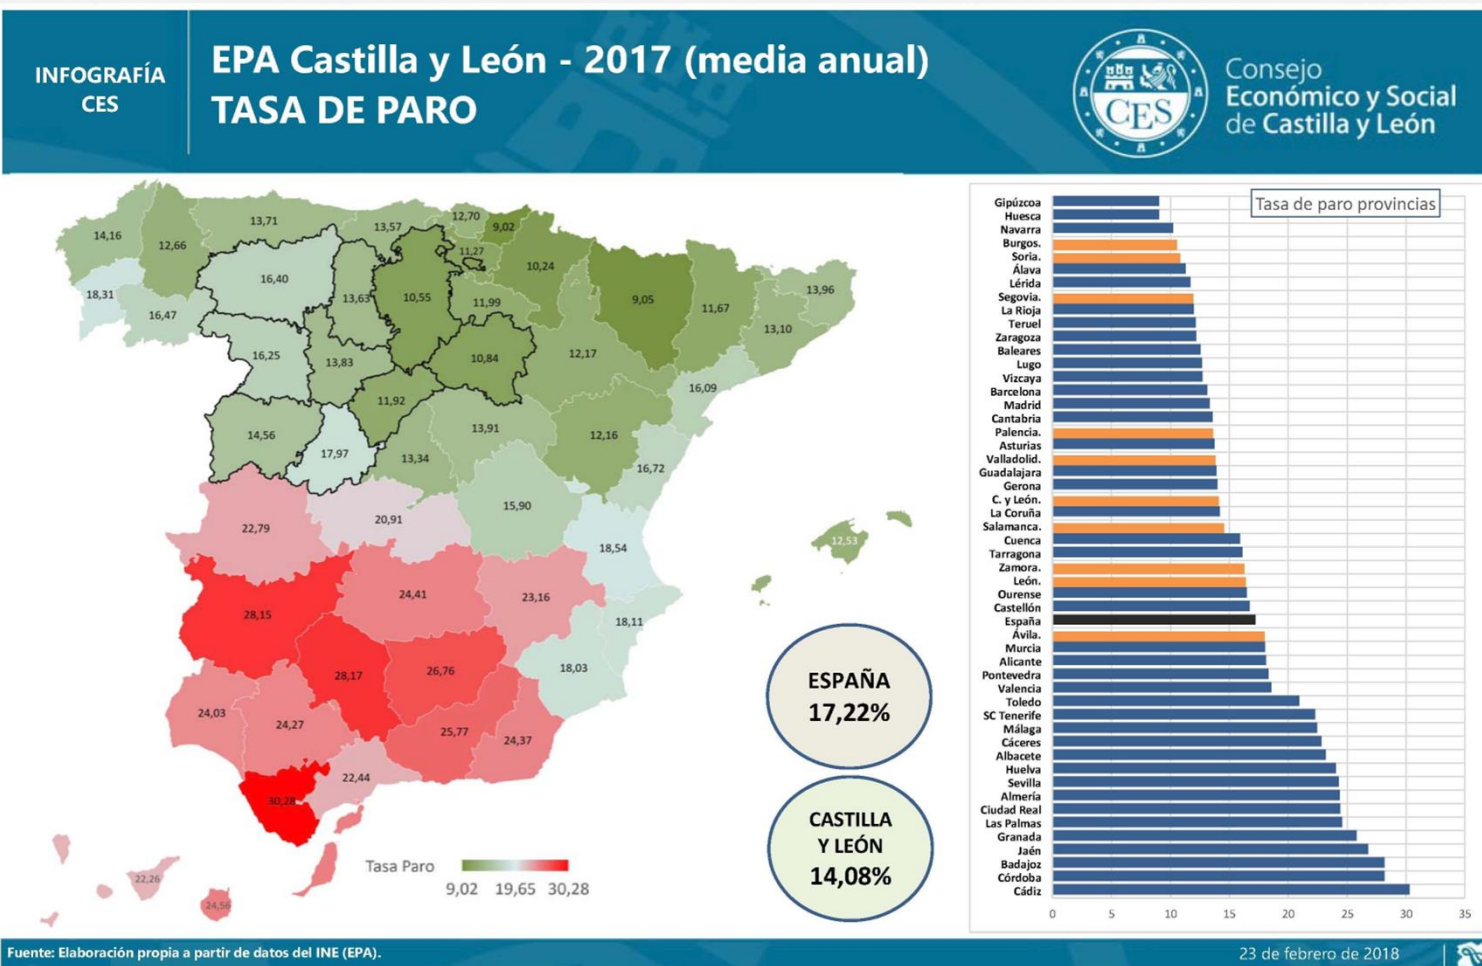 INFOGRAFÍA
CES
EPA Castilla y León - 2017 (media anual)
TASA DE PARO
CES
Consejo
Económico y Social
de Castilla y León
14,16
12,66
13,71
13,57
12,70
9,02
11,27
10,24
18,31
16,47
16,40
13,63
10,55
11,99
9,05
11,67
13,96
13,10
16,25
13,83
10,84
12,17
16,09
11,92
14,56
17,97
13,34
13,91
12,16
16,72
22,79
20,91
15,90
18,54
12,53
28,15
24,41
23,16
18,11
28,17
26,76
18,03
24,03
24,27
25,77
24,37
30,28
22,44
22,26
24,56
Tasa Paro
9,02 19,65 30,28
ESPAÑA
17,22%
CASTILLA
Y LEÓN
14,08%
Tasa de paro provincias
Gipúzcoa
Huesca
Navarra
Burgos.
Soria.
Álava
Lérida
Segovia.
La Rioja
Teruel
Zaragoza
Baleares
Lugo
Vizcaya
Barcelona
Madrid
Cantabria
Palencia.
Asturias
Valladolid.
Guadalajara
Gerona
C. y León.
La Coruña
Salamanca.
Cuenca
Tarragona
Zamora.
León.
Ourense
Castellón
España
Ávila.
Murcia
Alicante
Pontevedra
Valencia
Toledo
SC Tenerife
Málaga
Cáceres
Albacete
Huelva
Sevilla
Almería
Ciudad Real
Las Palmas
Granada
Jaén
Badajoz
Córdoba
Cádiz
0 5 10 15 20 25 30 35
Fuente: Elaboración propia a partir de datos del INE (EPA).
23 de febrero de 2018